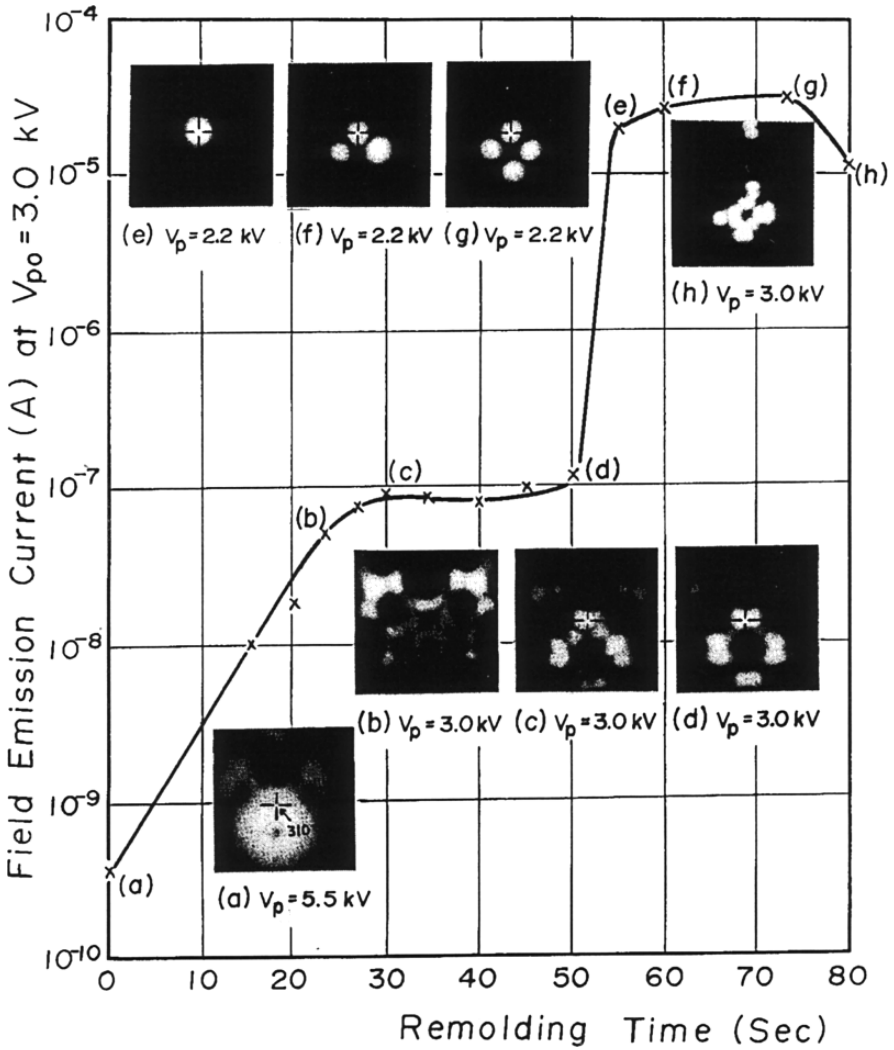 Field Emission Current (A) at Vpo = 3.0 kV
10⁻⁴
10⁻⁵
10⁻⁶
10⁻⁷
10⁻⁸
10⁻⁹
10⁻¹⁰
(e) Vp = 2.2 kV
(f) Vp = 2.2 kV
(g) Vp = 2.2 kV
(e)
(f)
(g)
(h)
(h) Vp = 3.0 kV
(c)
(d)
(b)
(b) Vp = 3.0 kV
(c) Vp = 3.0 kV
(d) Vp = 3.0 kV
310
(a)
(a) Vp = 5.5 kV
0 10 20 30 40 50 60 70 80
Remolding Time (Sec)